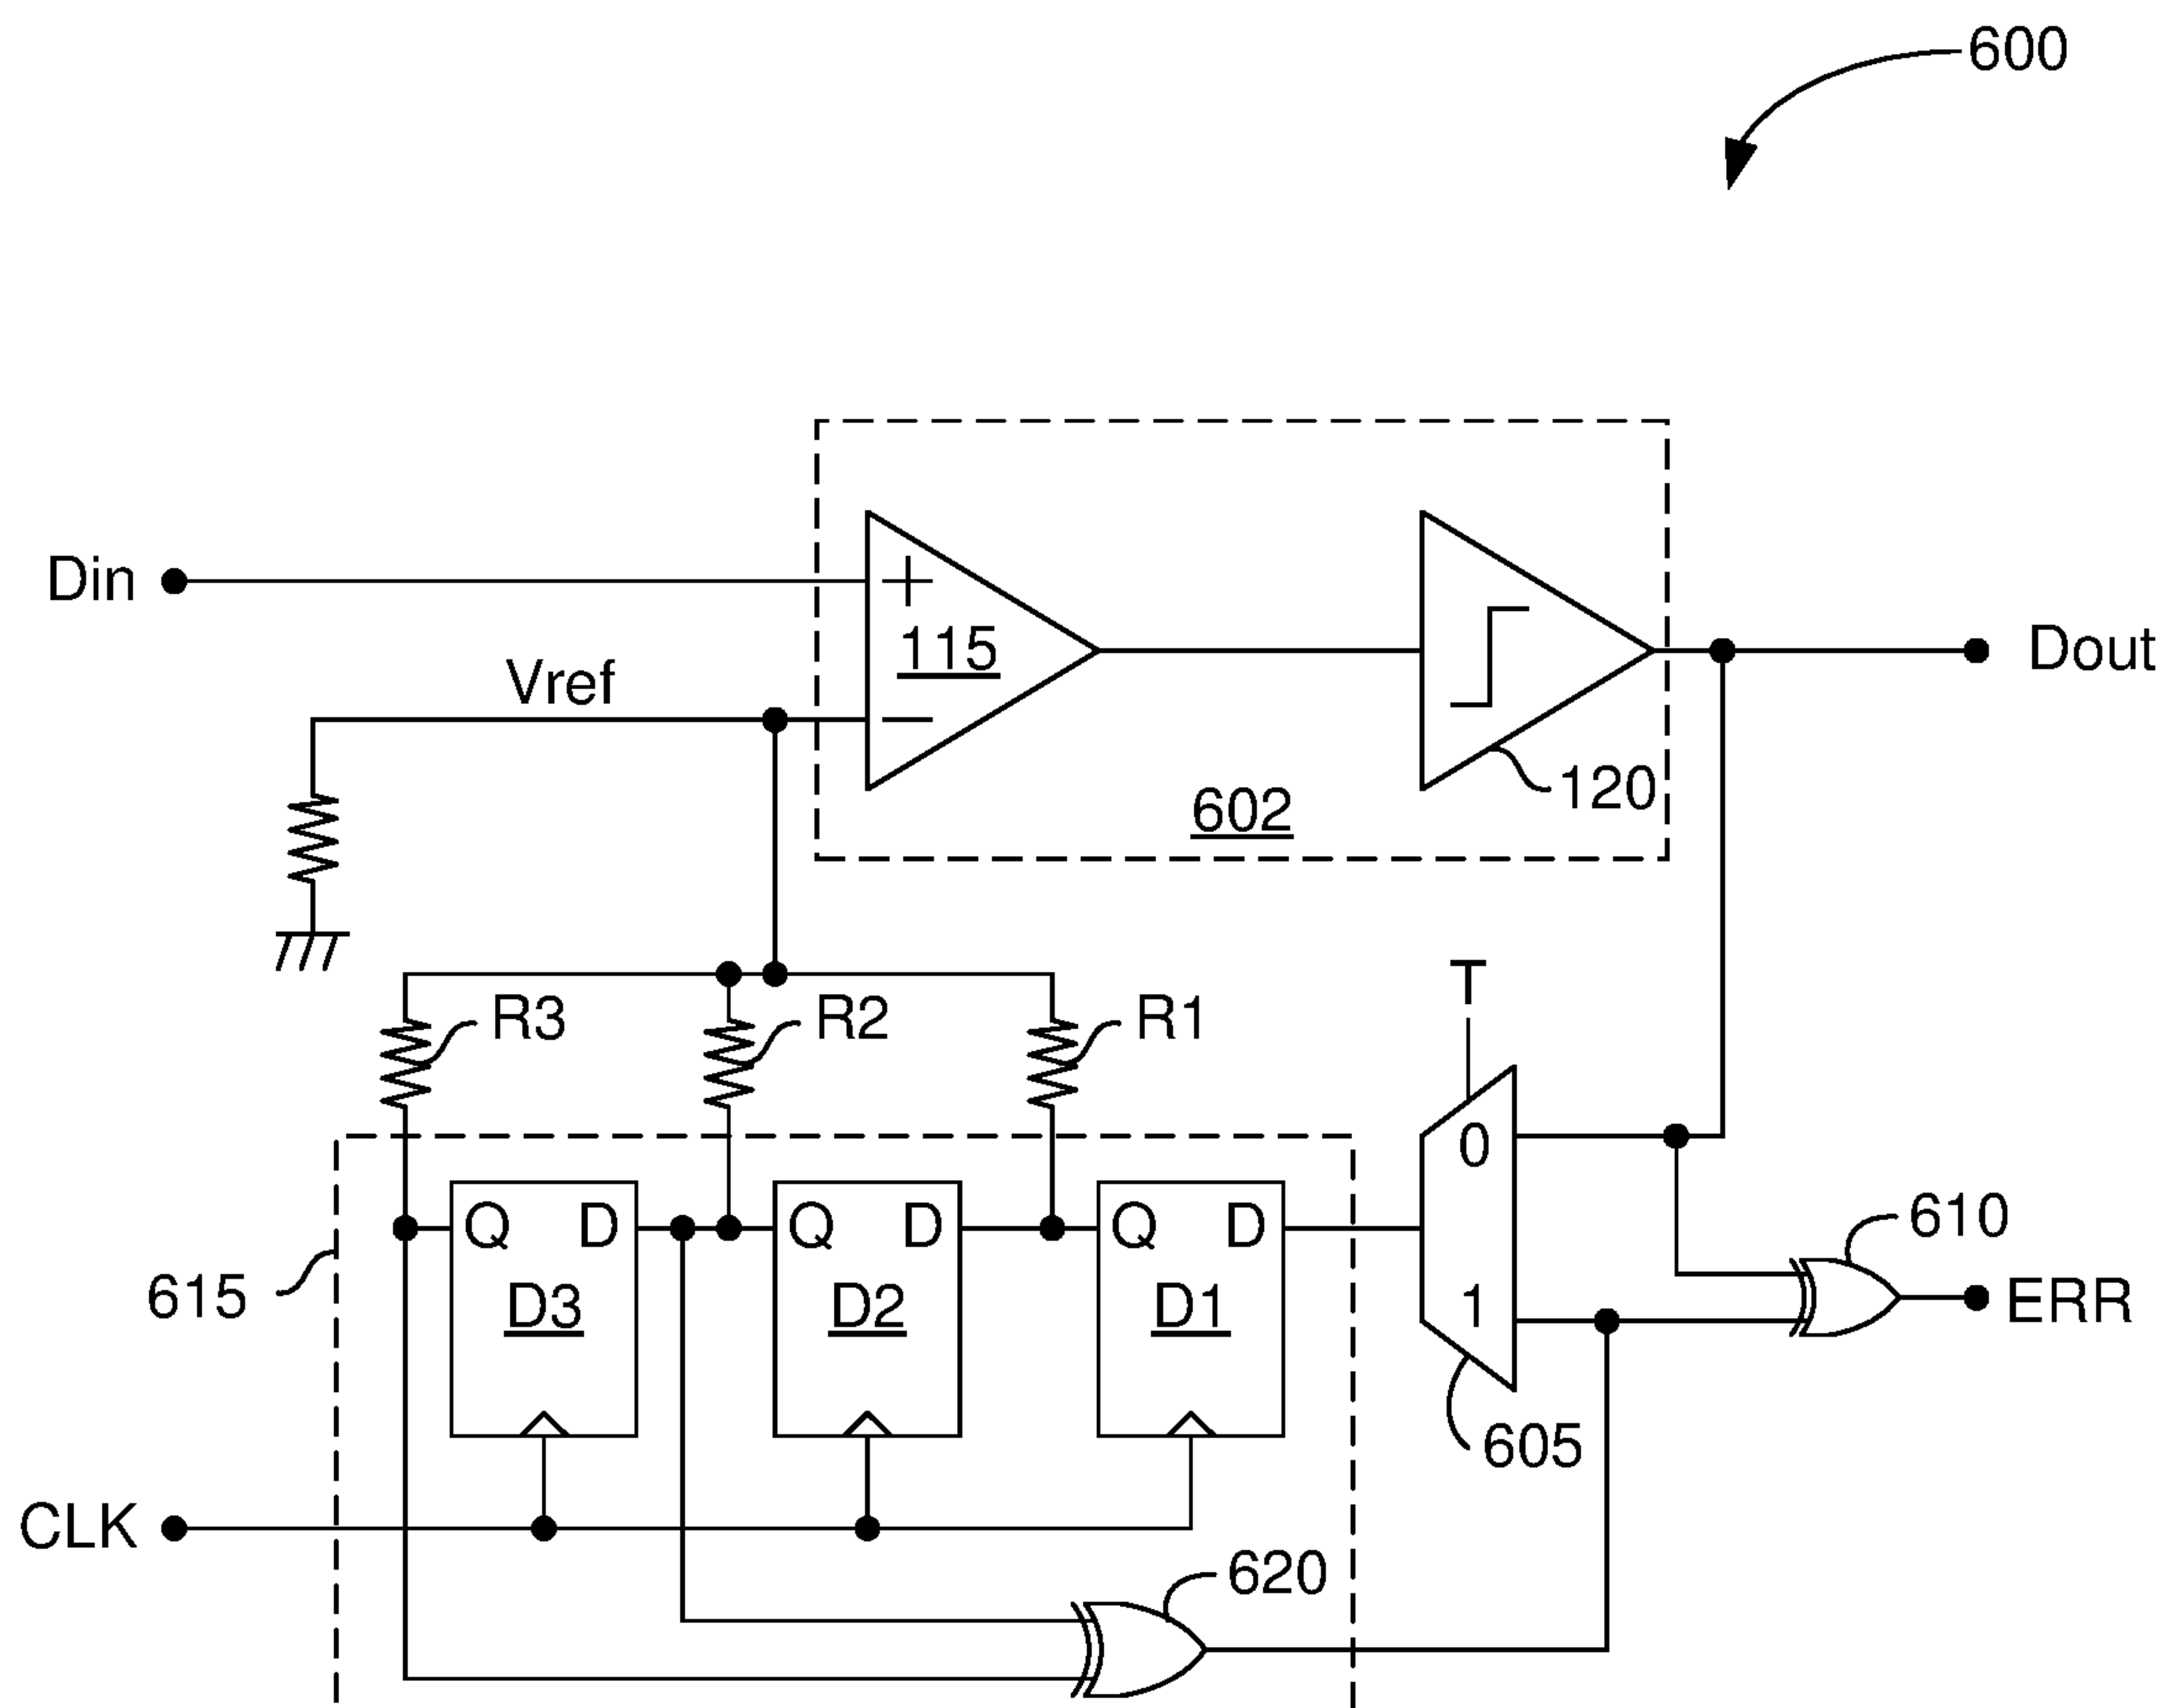 600
Din
115
Dout
Vref
120
602
T
R3
R2
R1
0
610
Q D
Q D
Q D
615
D3
D2
D1
1
ERR
605
CLK
620